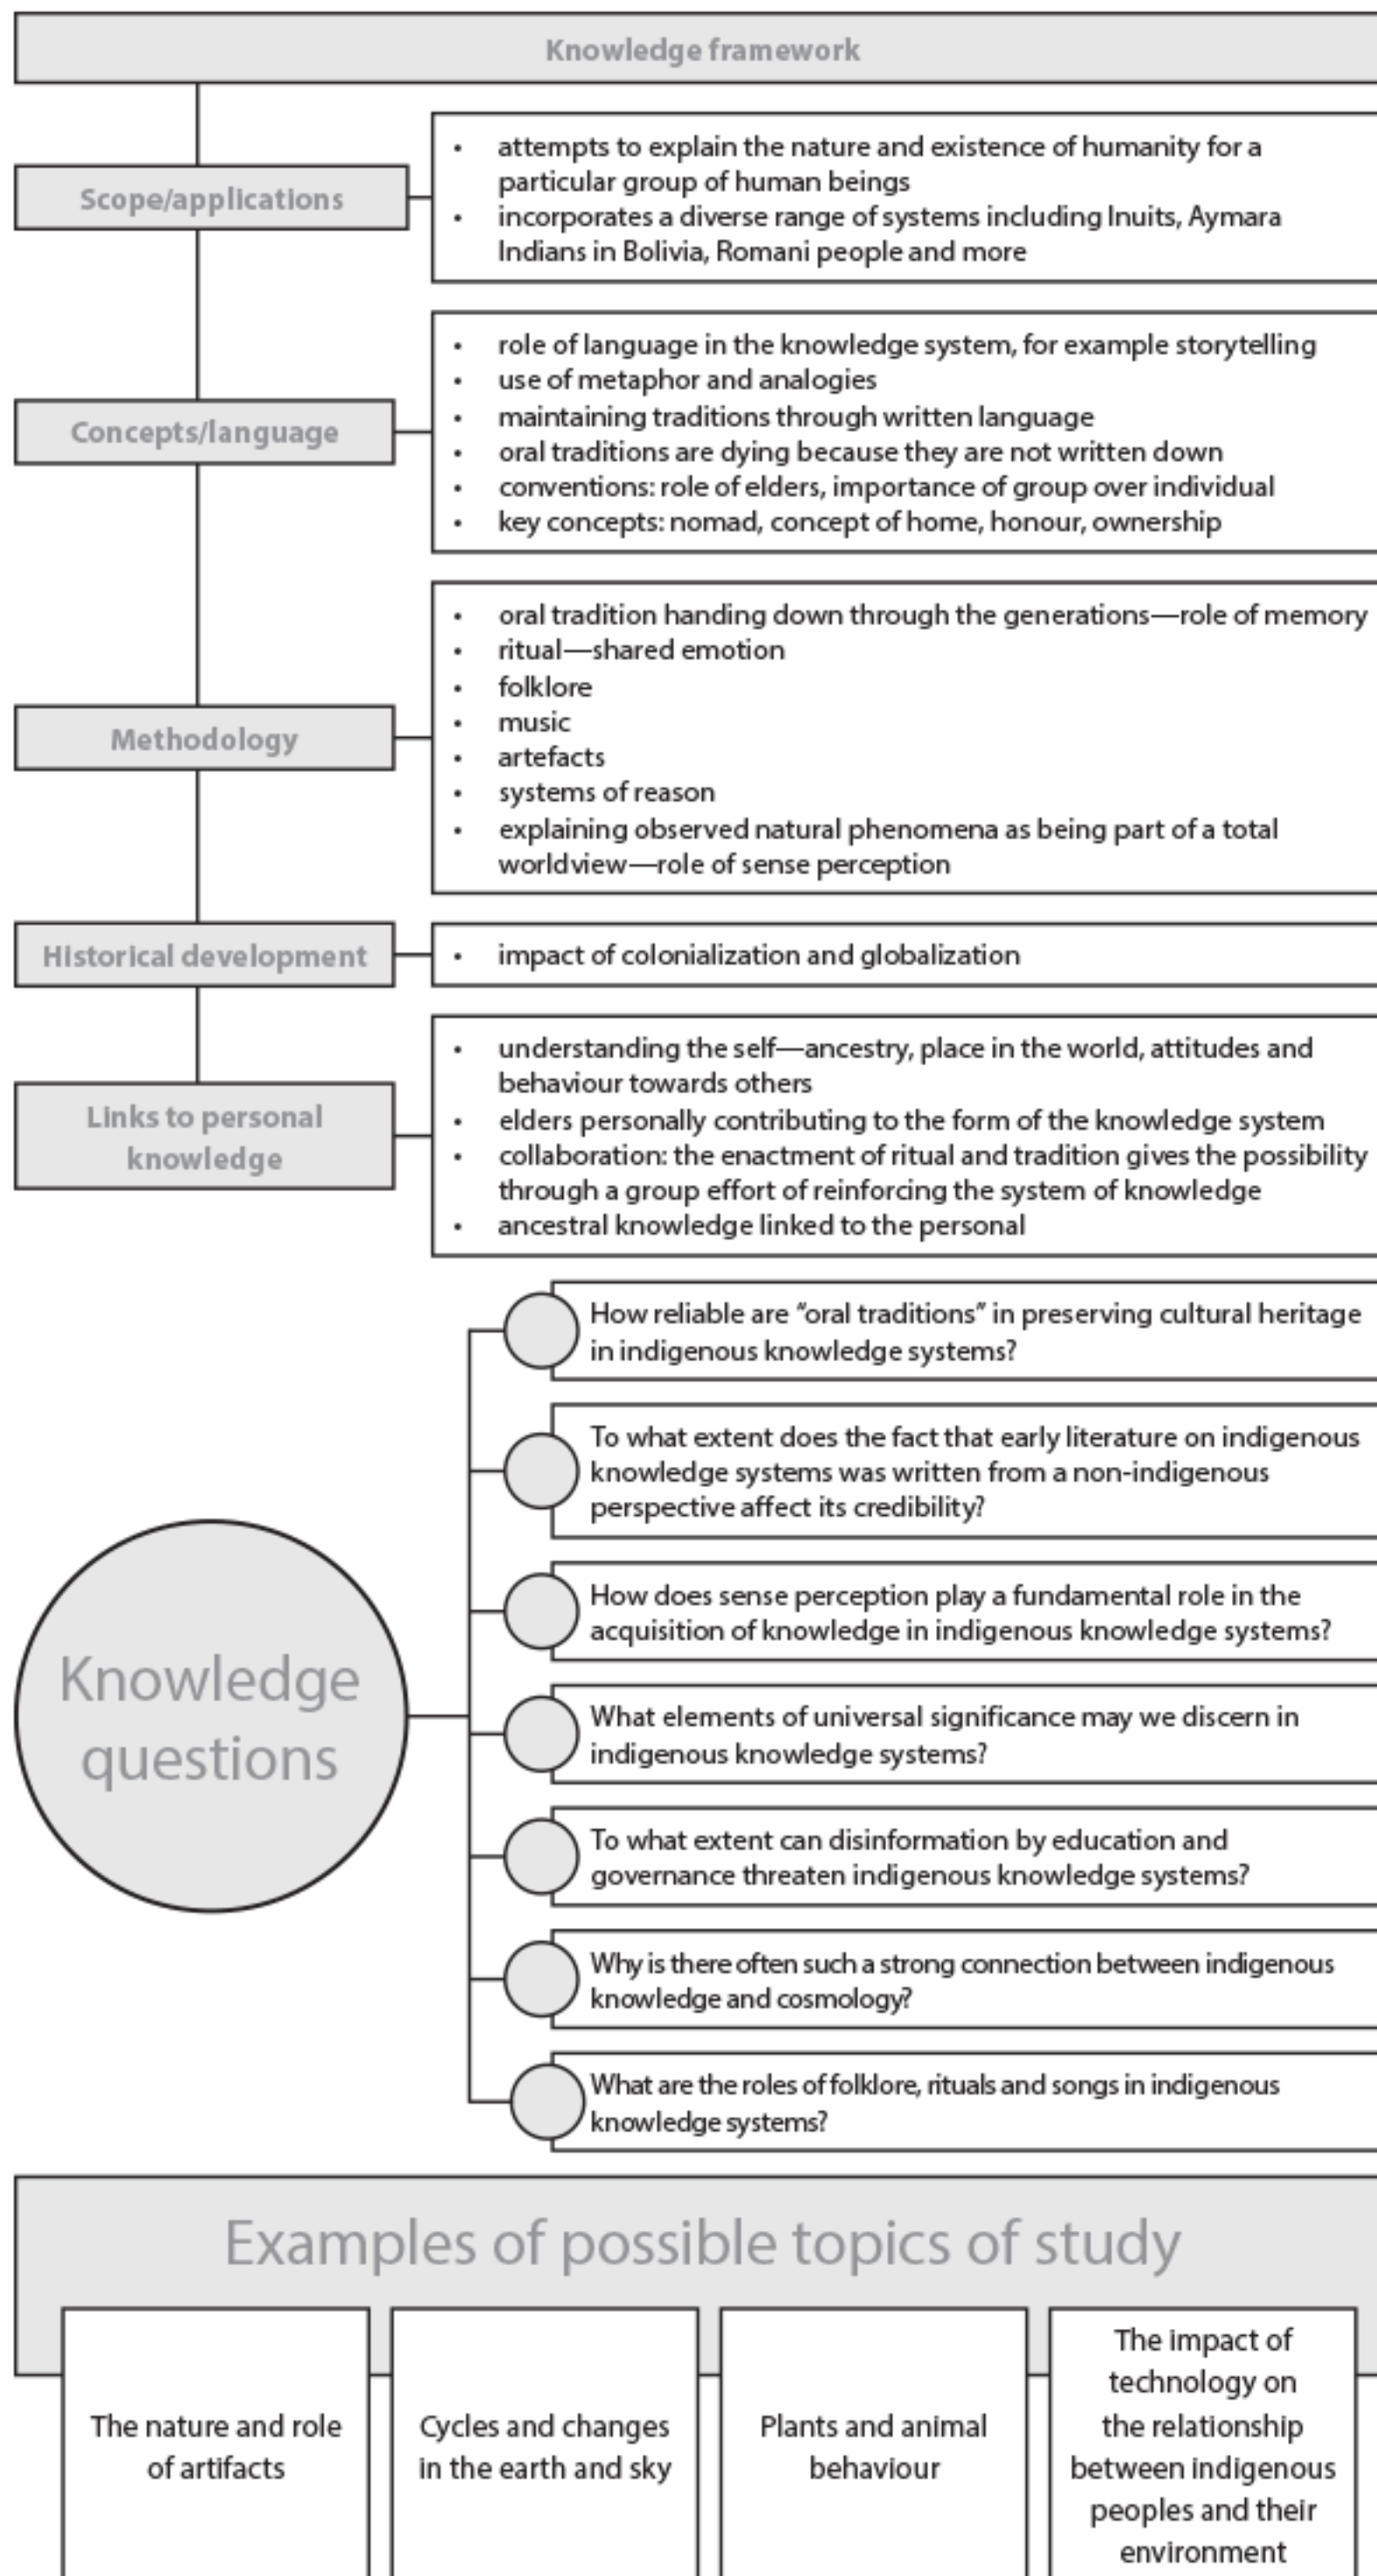 Knowledge framework
Scope/applications
• attempts to explain the nature and existence of humanity for a
particular group of human beings
• incorporates a diverse range of systems including Inuits, Aymara
Indians in Bolivia, Romani people and more
Concepts/language
• role of language in the knowledge system, for example storytelling
• use of metaphor and analogies
• maintaining traditions through written language
• oral traditions are dying because they are not written down
• conventions: role of elders, importance of group over individual
• key concepts: nomad, concept of home, honour, ownership
Methodology
• oral tradition handing down through the generations—role of memory
• ritual—shared emotion
• folklore
• music
• artefacts
• systems of reason
• explaining observed natural phenomena as being part of a total
worldview—role of sense perception
Historical development
• impact of colonialization and globalization
Links to personal
knowledge
• understanding the self—ancestry, place in the world, attitudes and
behaviour towards others
• elders personally contributing to the form of the knowledge system
• collaboration: the enactment of ritual and tradition gives the possibility
through a group effort of reinforcing the system of knowledge
• ancestral knowledge linked to the personal
Knowledge
questions
How reliable are “oral traditions” in preserving cultural heritage
in indigenous knowledge systems?
To what extent does the fact that early literature on indigenous
knowledge systems was written from a non-indigenous
perspective affect its credibility?
How does sense perception play a fundamental role in the
acquisition of knowledge in indigenous knowledge systems?
What elements of universal significance may we discern in
indigenous knowledge systems?
To what extent can disinformation by education and
governance threaten indigenous knowledge systems?
Why is there often such a strong connection between indigenous
knowledge and cosmology?
What are the roles of folklore, rituals and songs in indigenous
knowledge systems?
Examples of possible topics of study
The nature and role
of artifacts
Cycles and changes
in the earth and sky
Plants and animal
behaviour
The impact of
technology on
the relationship
between indigenous
peoples and their
environment